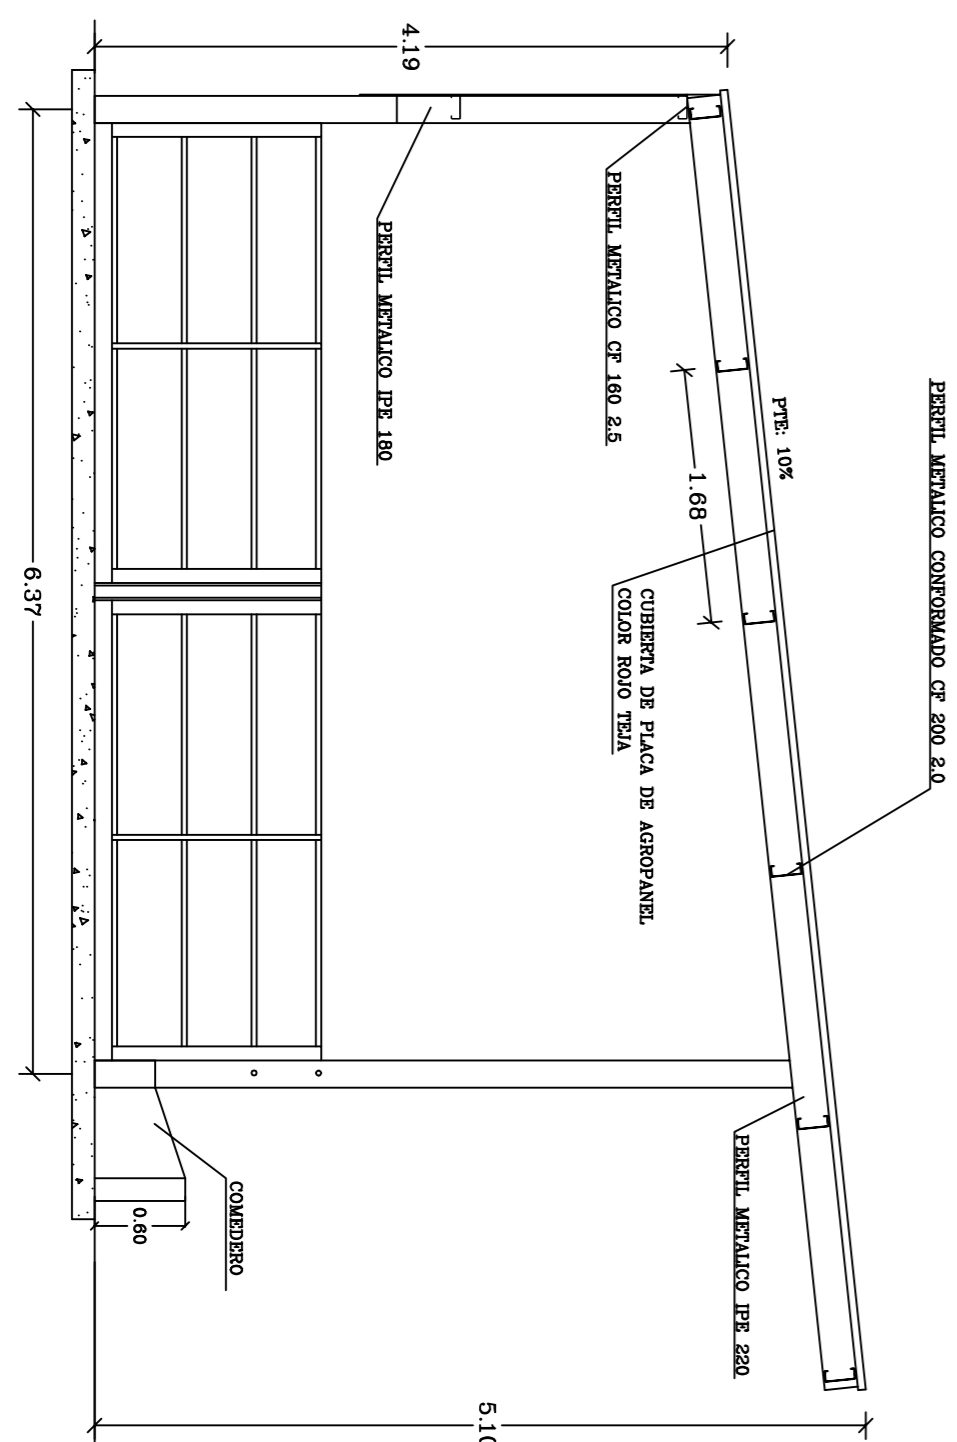 PERFIL METALICO CONFORMADO CF 200 2.0
PTE: 10%
1.68
CUBIERTA DE PLACA DE AGROPANEL
COLOR ROJO TEJA
PERFIL METALICO CF 160 2.5
PERFIL METALICO IPE 180
PERFIL METALICO IPE 220
4.19
5.10
COMEDERO
0.60
6.37